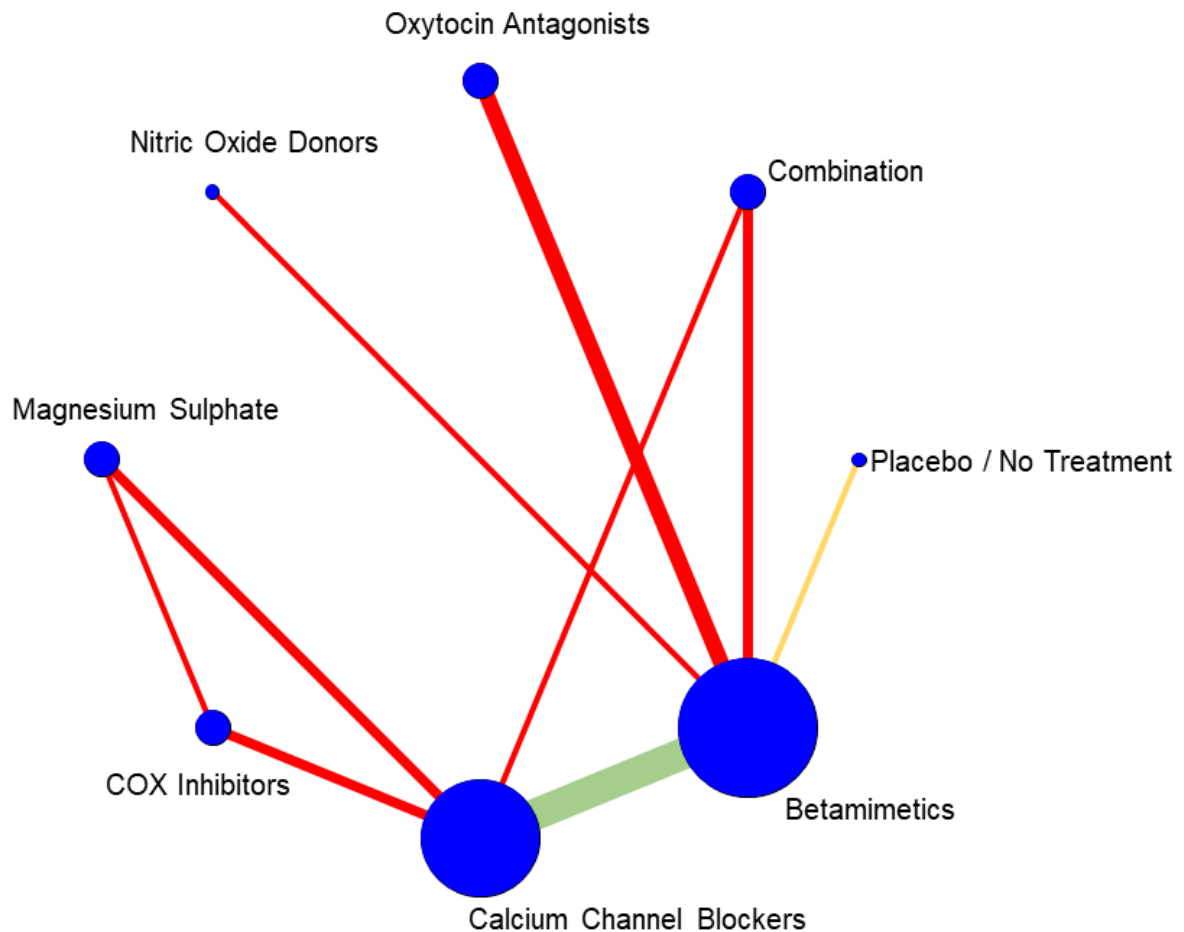 Oxytocin Antagonists
Nitric Oxide Donors
Combination
Magnesium Sulphate
Placebo / No Treatment
COX Inhibitors
Betamimetics
Calcium Channel Blockers